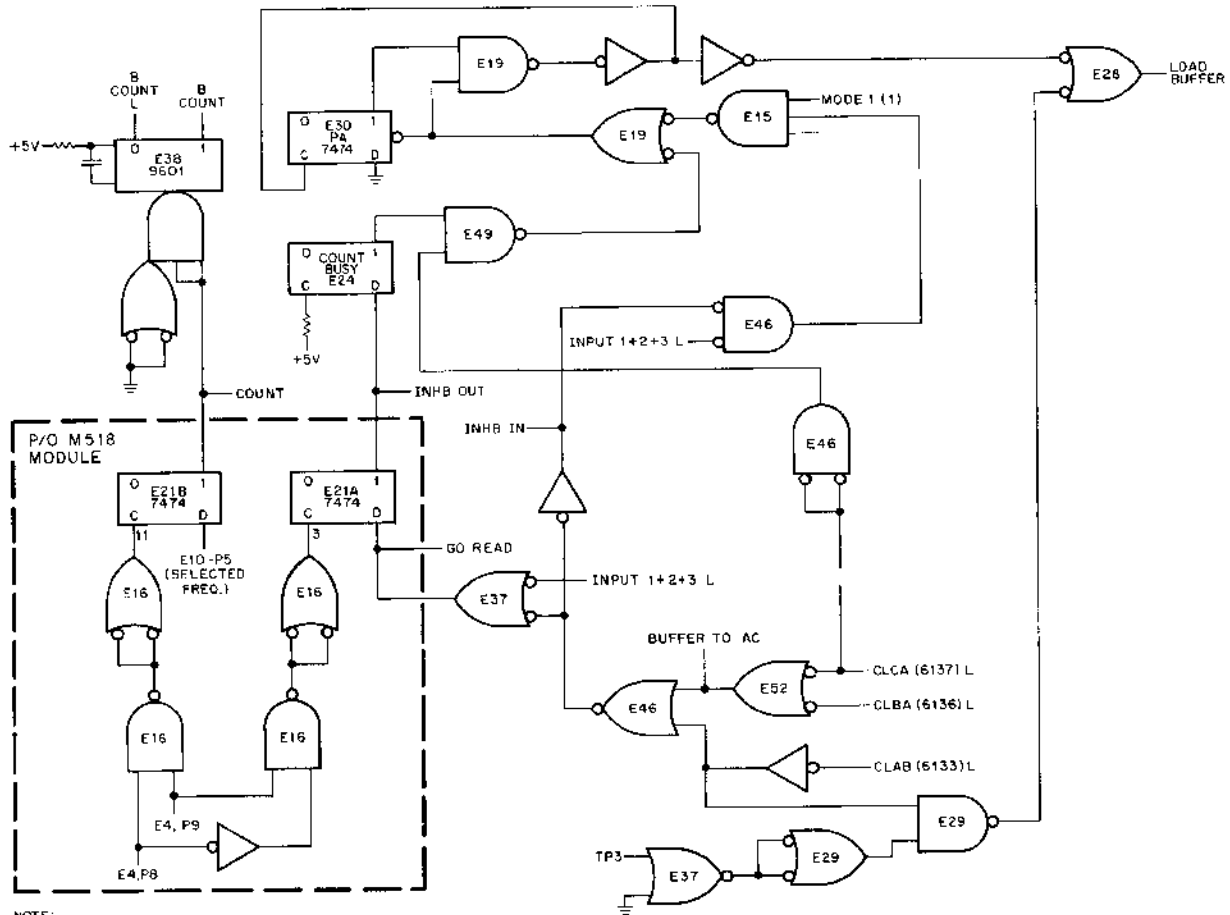 B
COUNT
L
B
COUNT
+5V
0 1
E38
9601
0 1
E30
PA
7474
C D
E19
E19
E15
MODE 1 (1)
E28
LOAD
BUFFER
E49
0 1
COUNT
BUSY
E24
C D
+5V
E46
INPUT 1+2+3 L
COUNT
INHB OUT
INHB IN
E46
P/O M518
MODULE
0 1
E21B
7474
C D
11
0 1
E21A
7474
C D
3
E10-P5
(SELECTED
FREQ.)
GO READ
E16
E16
E37
INPUT 1+2+3 L
BUFFER TO AC
E52
CLCA (6137) L
CLBA (6136) L
E46
E16
E16
CLAB (6133) L
E4, P9
E4,P8
E29
TP3
E37
E29
NOTE: